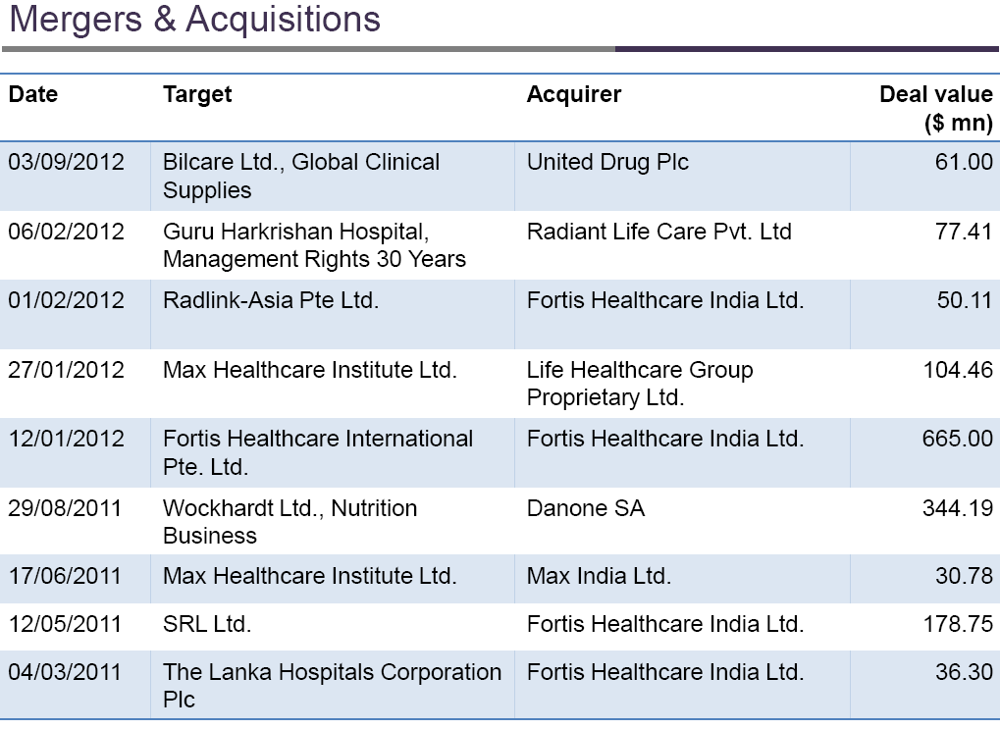 Mergers & Acquisitions
Date Target Acquirer Deal value
($ mn)
03/09/2012 Bilcare Ltd., Global Clinical United Drug Plc 61.00
Supplies
06/02/2012 Guru Harkrishan Hospital, Radiant Life Care Pvt. Ltd 77.41
Management Rights 30 Years
01/02/2012 Radlink-Asia Pte Ltd. Fortis Healthcare India Ltd. 50.11
27/01/2012 Max Healthcare Institute Ltd. Life Healthcare Group 104.46
Proprietary Ltd.
12/01/2012 Fortis Healthcare International Fortis Healthcare India Ltd. 665.00
Pte. Ltd.
29/08/2011 Wockhardt Ltd., Nutrition Danone SA 344.19
Business
17/06/2011 Max Healthcare Institute Ltd. Max India Ltd. 30.78
12/05/2011 SRL Ltd. Fortis Healthcare India Ltd. 178.75
04/03/2011 The Lanka Hospitals Corporation Fortis Healthcare India Ltd. 36.30
Plc